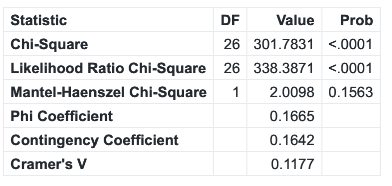 Statistic DF Value Prob
Chi-Square 26 301.7831 <.0001
Likelihood Ratio Chi-Square 26 338.3871 <.0001
Mantel-Haenszel Chi-Square 1 2.0098 0.1563
Phi Coefficient 0.1665
Contingency Coefficient 0.1642
Cramer's V 0.1177